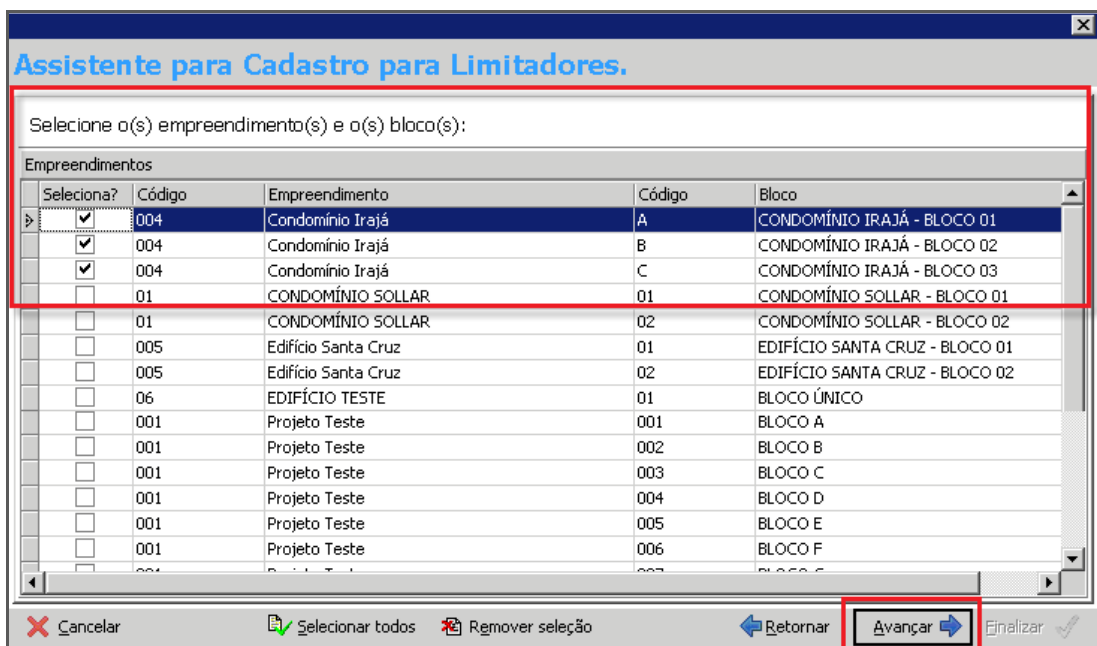 Assistente para Cadastro para Limitadores.
Selecione o(s) empreendimento(s) e o(s) bloco(s):
Empreendimentos
Seleciona? Código Empreendimento Código Bloco
004 Condomínio Irajá A CONDOMÍNIO IRAJÁ - BLOCO 01
004 Condomínio Irajá B CONDOMÍNIO IRAJÁ - BLOCO 02
004 Condomínio Irajá C CONDOMÍNIO IRAJÁ - BLOCO 03
01 CONDOMÍNIO SOLLAR 01 CONDOMÍNIO SOLLAR - BLOCO 01
01 CONDOMÍNIO SOLLAR 02 CONDOMÍNIO SOLLAR - BLOCO 02
005 Edifício Santa Cruz 01 EDIFÍCIO SANTA CRUZ - BLOCO 01
005 Edifício Santa Cruz 02 EDIFÍCIO SANTA CRUZ - BLOCO 02
06 EDIFÍCIO TESTE 01 BLOCO ÚNICO
001 Projeto Teste 001 BLOCO A
001 Projeto Teste 002 BLOCO B
001 Projeto Teste 003 BLOCO C
001 Projeto Teste 004 BLOCO D
001 Projeto Teste 005 BLOCO E
001 Projeto Teste 006 BLOCO F
Cancelar Selecionar todos Remover seleção Retornar Avançar Finalizar